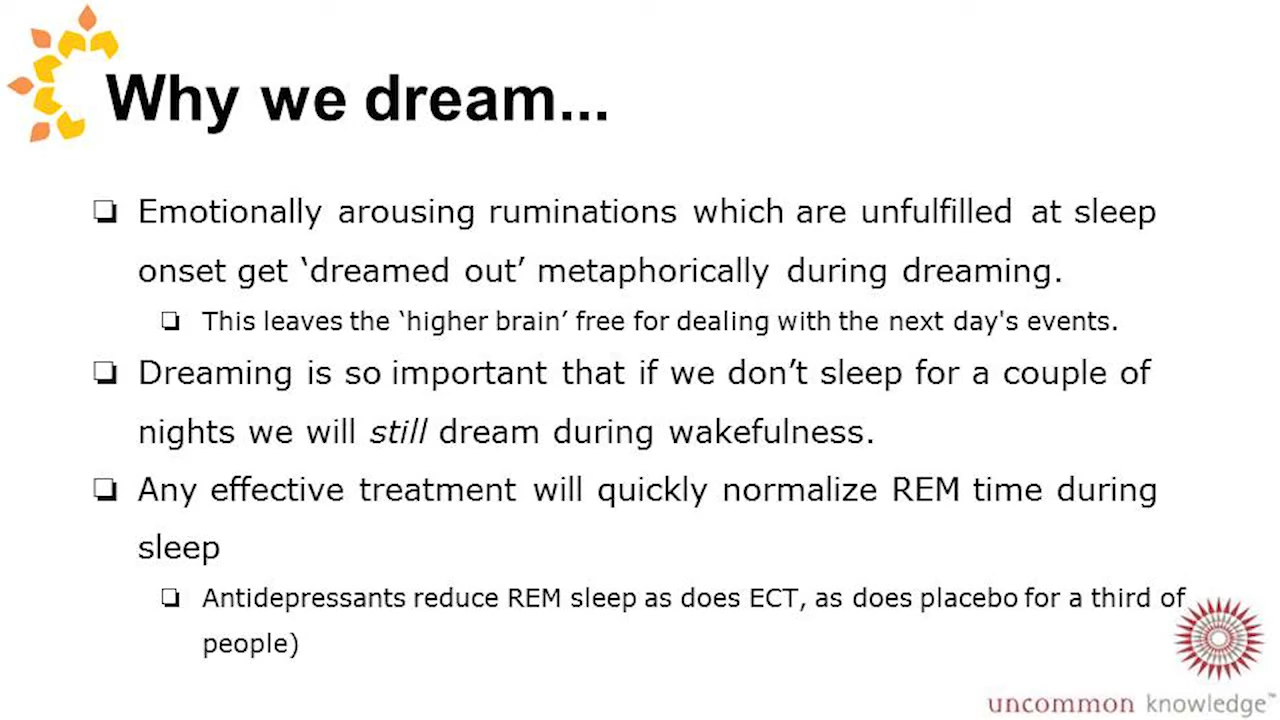 Why we dream...
❏ Emotionally arousing ruminations which are unfulfilled at sleep
onset get ‘dreamed out’ metaphorically during dreaming.
❏ This leaves the ‘higher brain’ free for dealing with the next day's events.
❏ Dreaming is so important that if we don’t sleep for a couple of
nights we will still dream during wakefulness.
❏ Any effective treatment will quickly normalize REM time during
sleep
❏ Antidepressants reduce REM sleep as does ECT, as does placebo for a third of
people)
uncommon knowledge™